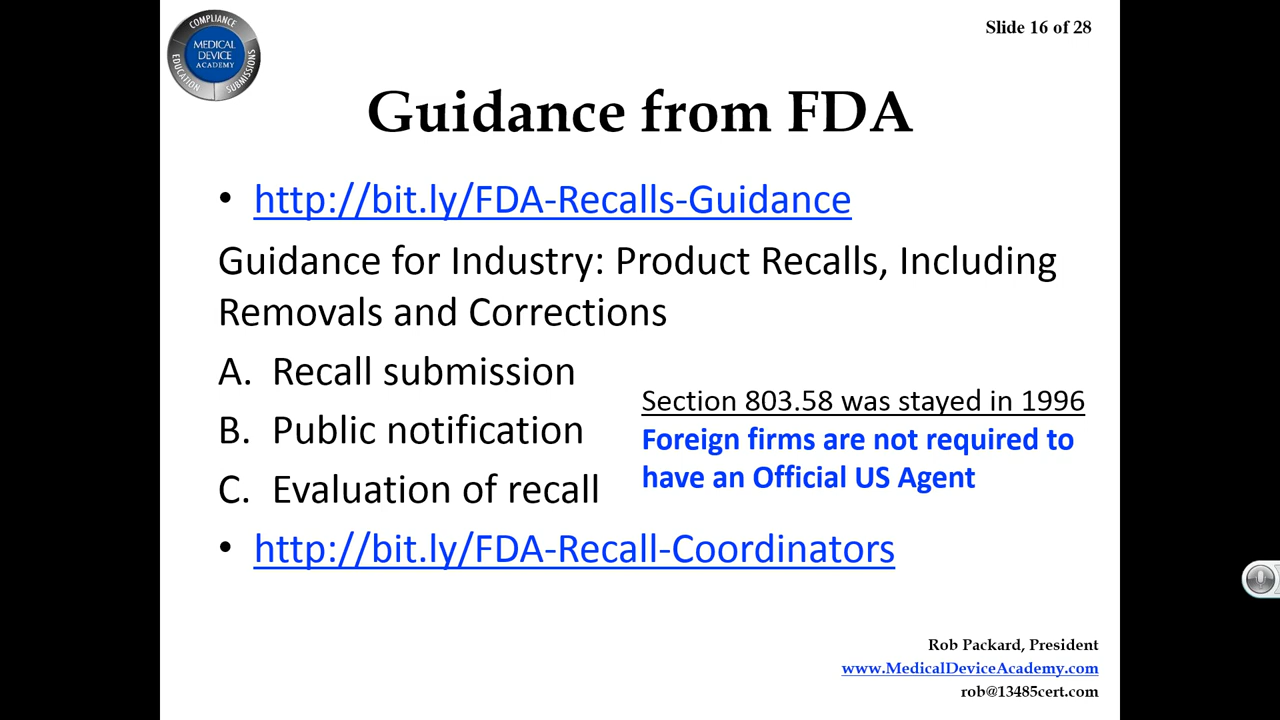 COMPLIANCE
EDUCATION
SUBMISSIONS
MEDICAL
DEVICE
ACADEMY
Slide 16 of 28
Guidance from FDA
• http://bit.ly/FDA-Recalls-Guidance
Guidance for Industry: Product Recalls, Including
Removals and Corrections
A. Recall submission
B. Public notification
C. Evaluation of recall
Section 803.58 was stayed in 1996
Foreign firms are not required to
have an Official US Agent
• http://bit.ly/FDA-Recall-Coordinators
Rob Packard, President
www.MedicalDeviceAcademy.com
rob@13485cert.com